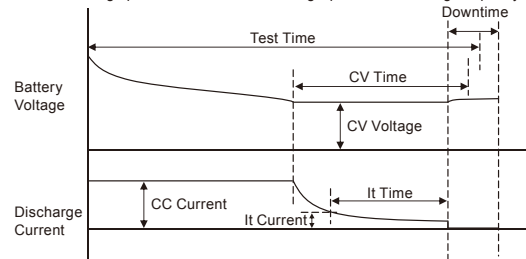 Downtime
Test Time
CV Time
Battery
Voltage
CV Voltage
It Time
CC Current
It Current
Discharge
Current